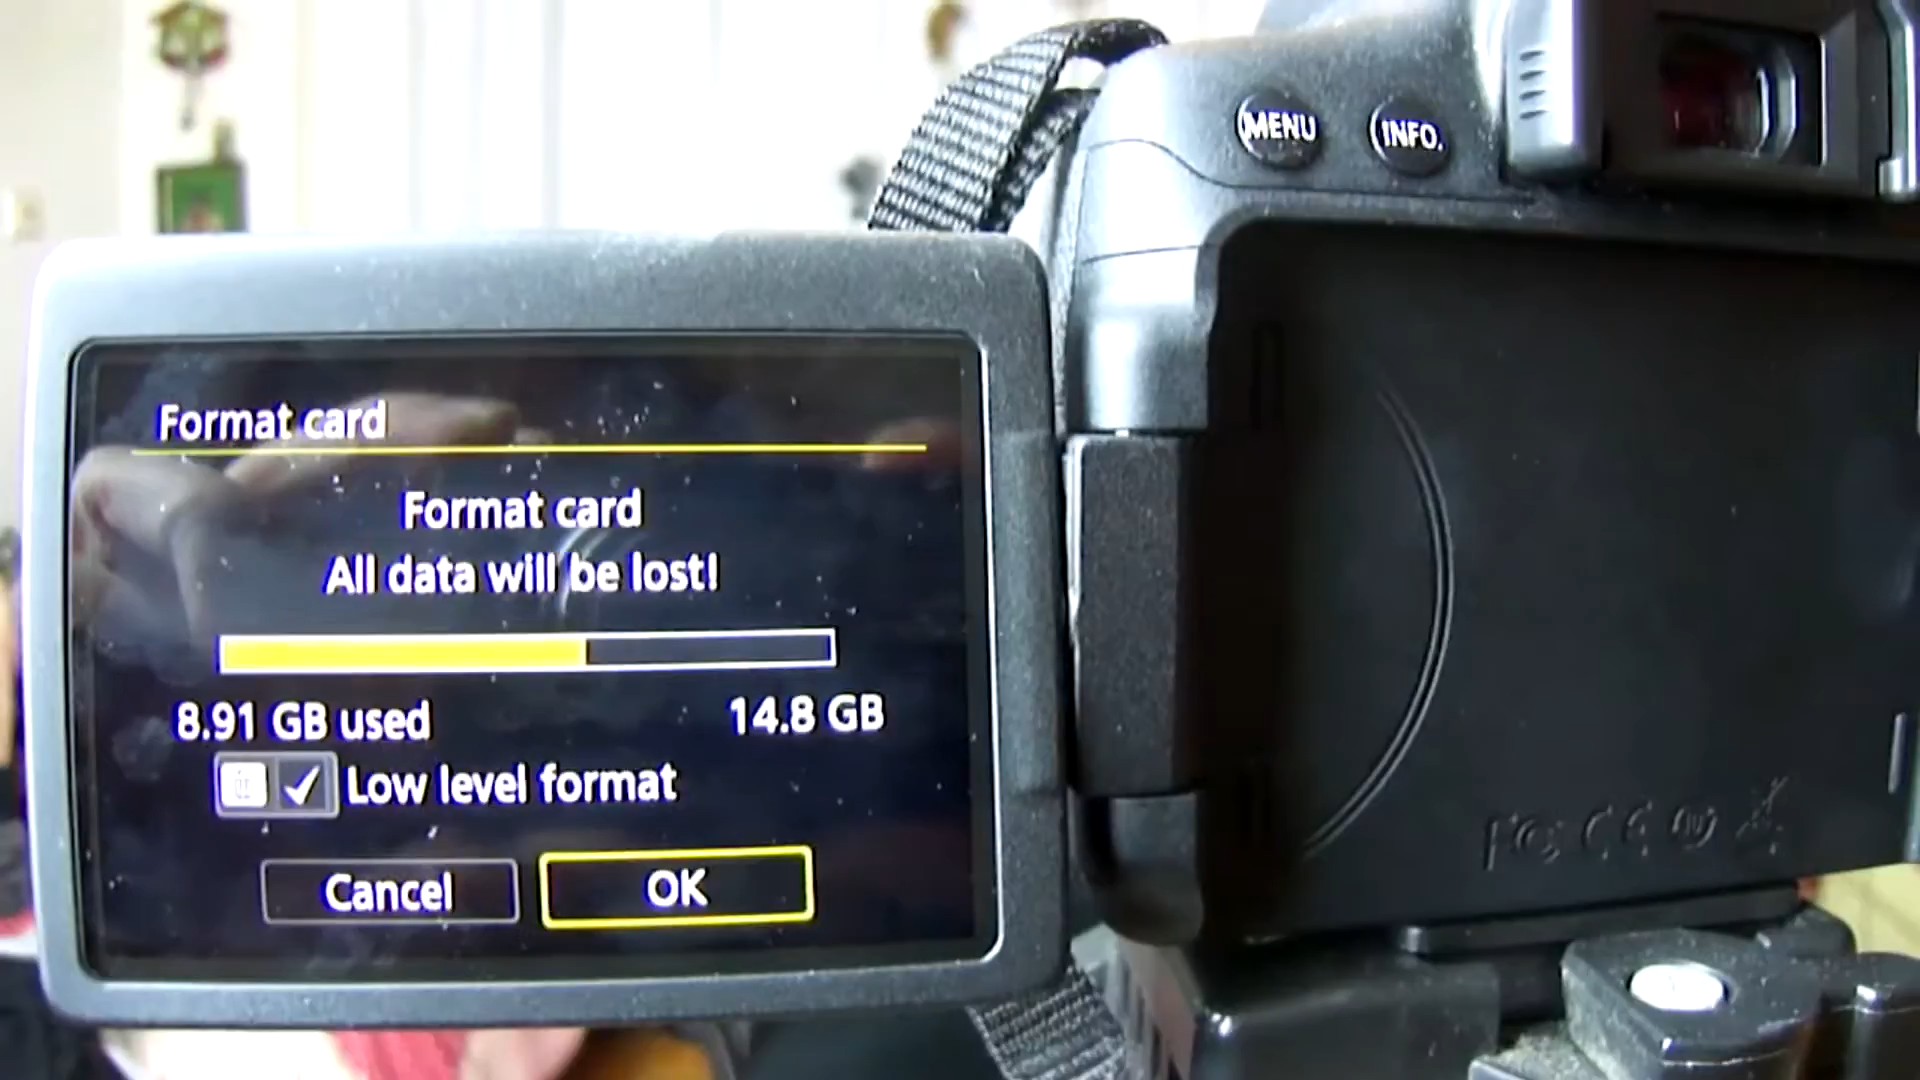 MENU
INFO.
Format card
Format card
All data will be lost!
8.91 GB used
14.8 GB
Low level format
Cancel
OK